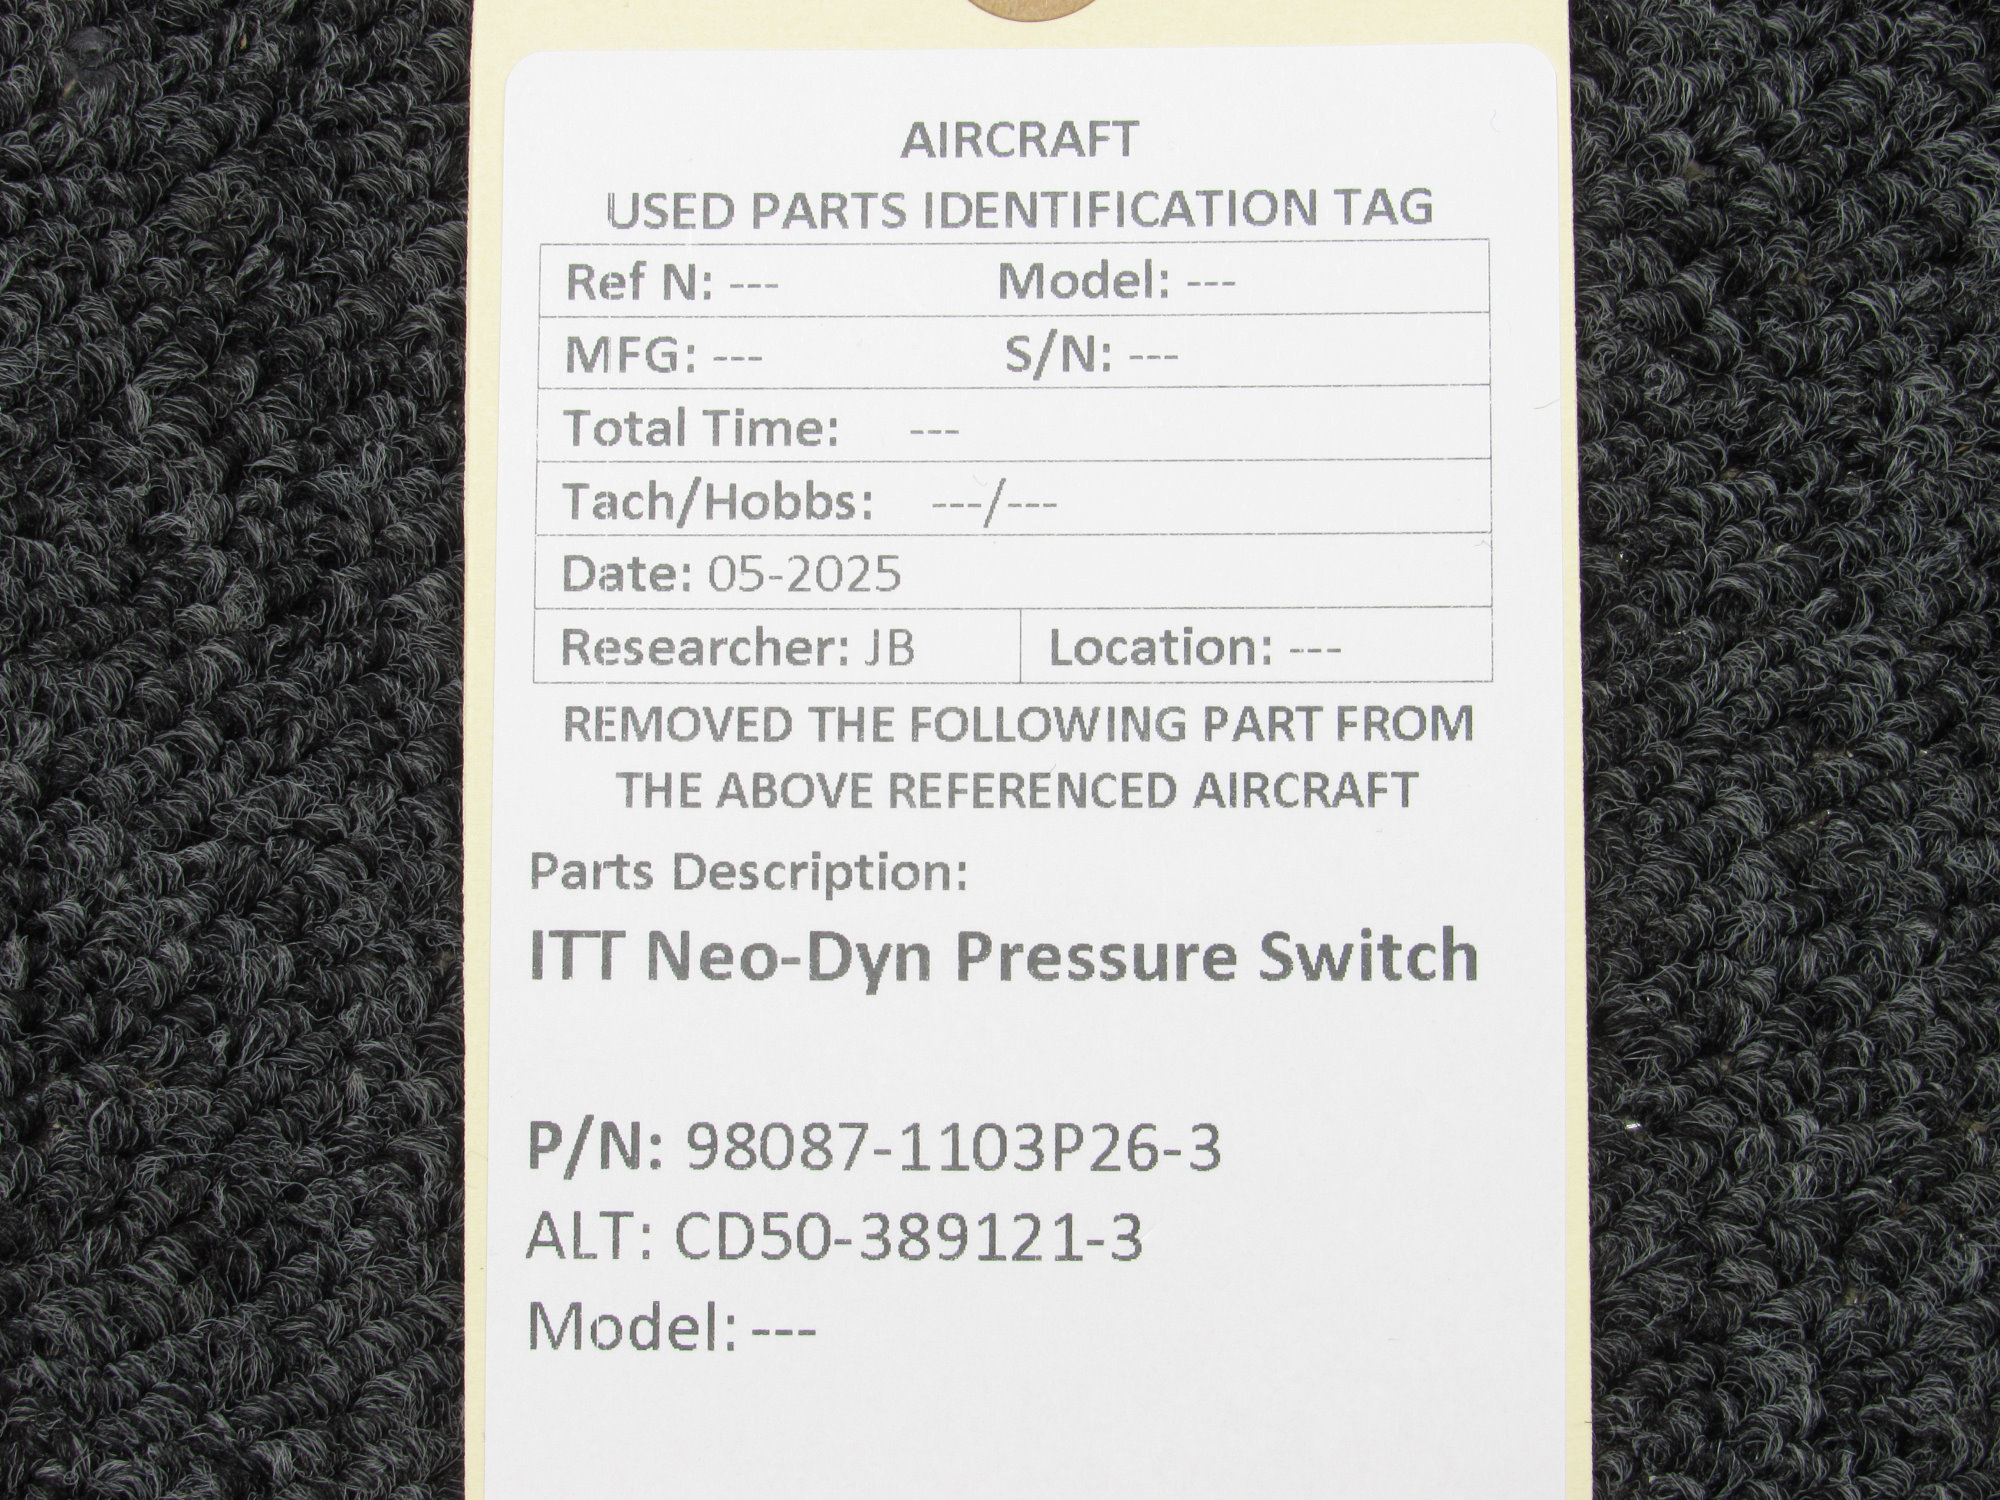 AIRCRAFT
USED PARTS IDENTIFICATION TAG
Ref N: --- Model: ---
MFG: --- S/N: ---
Total Time: ---
Tach/Hobbs: ---/---
Date: 05-2025
Researcher: JB Location: ---
REMOVED THE FOLLOWING PART FROM
THE ABOVE REFERENCED AIRCRAFT
Parts Description:
ITT Neo-Dyn Pressure Switch
P/N: 98087-1103P26-3
ALT: CD50-389121-3
Model: ---